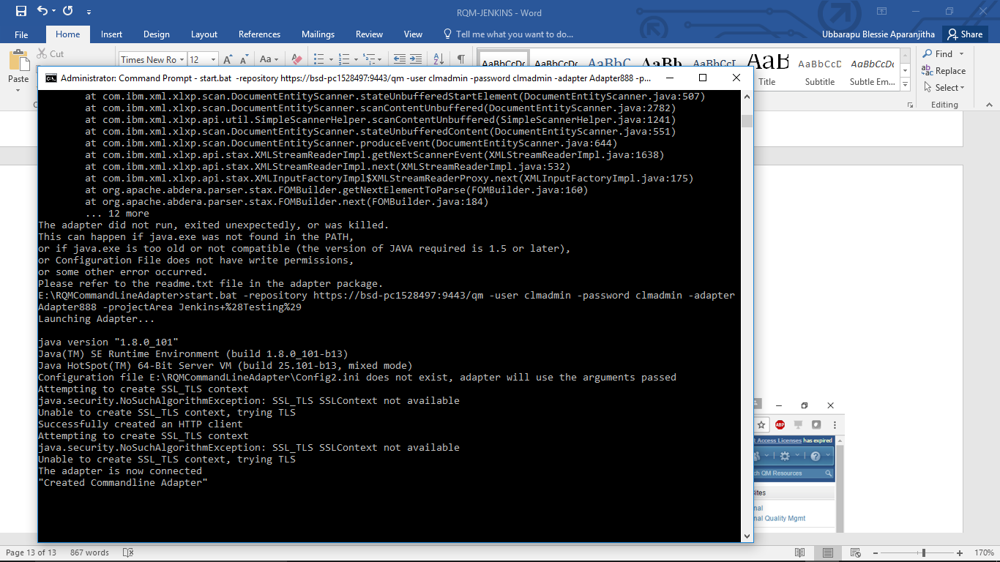 RQM-JENKINS - Word
File Home Insert Design Layout References Mailings Review View Tell me what you want to do... Ubbarapu Blessie Aparanjitha Share
Cut
Paste
Times New Ro 12 Aa
AaBbCcDc AaBbCcDc AaBbC AaBb AaBbCcL AaB AaBbCcD AaBbCcDı
Title Subtitle Subtle Em...
Find
Replace
Select
Editing
Administrator: Command Prompt - start.bat -repository https://bsd-pc1528497:9443/qm -user clmadmin -password clmadmin -adapter Adapter888 -p...
at com.ibm.xml.xlxp.scan.DocumentEntityScanner.stateUnbufferedStartElement(DocumentEntityScanner.java:507)
at com.ibm.xml.xlxp.scan.DocumentEntityScanner.scanContentUnbuffered(DocumentEntityScanner.java:2782)
at com.ibm.xml.xlxp.api.util.SimpleScannerHelper.scanContentUnbuffered(SimpleScannerHelper.java:1241)
at com.ibm.xml.xlxp.scan.DocumentEntityScanner.stateUnbufferedContent(DocumentEntityScanner.java:551)
at com.ibm.xml.xlxp.scan.DocumentEntityScanner.produceEvent(DocumentEntityScanner.java:644)
at com.ibm.xml.xlxp.api.stax.XMLStreamReaderImpl.getNextScannerEvent(XMLStreamReaderImpl.java:1638)
at com.ibm.xml.xlxp.api.stax.XMLStreamReaderImpl.next(XMLStreamReaderImpl.java:532)
at com.ibm.xml.xlxp.api.stax.XMLInputFactoryImpl$XMLStreamReaderProxy.next(XMLInputFactoryImpl.java:175)
at org.apache.abdera.parser.stax.FOMBuilder.getNextElementToParse(FOMBuilder.java:160)
at org.apache.abdera.parser.stax.FOMBuilder.next(FOMBuilder.java:184)
... 12 more
The adapter did not run, exited unexpectedly, or was killed.
This can happen if java.exe was not found in the PATH,
or if java.exe is too old or not compatible (the version of JAVA required is 1.5 or later),
or Configuration File does not have write permissions,
or some other error occurred.
Please refer to the readme.txt file in the adapter package.
E:\RQMCommandLineAdapter>start.bat -repository https://bsd-pc1528497:9443/qm -user clmadmin -password clmadmin -adapter
Adapter888 -projectArea Jenkins+%28Testing%29
Launching Adapter...
java version "1.8.0_101"
Java(TM) SE Runtime Environment (build 1.8.0_101-b13)
Java HotSpot(TM) 64-Bit Server VM (build 25.101-b13, mixed mode)
Configuration file E:\RQMCommandLineAdapter\Config2.ini does not exist, adapter will use the arguments passed
Attempting to create SSL_TLS context
java.security.NoSuchAlgorithmException: SSL_TLS SSLContext not available
Unable to create SSL_TLS context, trying TLS
Successfully created an HTTP client
Attempting to create SSL_TLS context
java.security.NoSuchAlgorithmException: SSL_TLS SSLContext not available
Unable to create SSL_TLS context, trying TLS
The adapter is now connected
"Created Commandline Adapter"
ABP
t Access Licenses has expired
ch QM Resources
ites
nal
nal Quality Mgmt
Page 13 of 13 867 words 170%